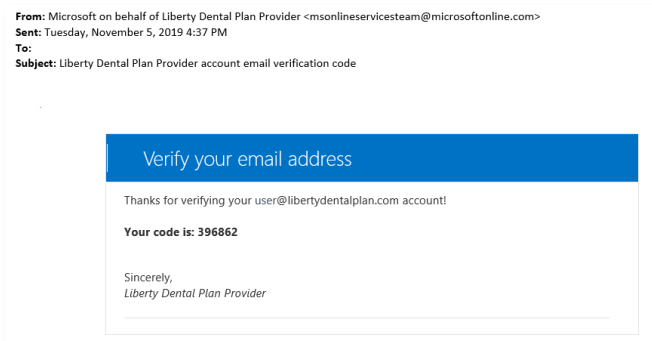 From: Microsoft on behalf of Liberty Dental Plan Provider <msonlineservicesteam@microsoftonline.com>
Sent: Tuesday, November 5, 2019 4:37 PM
To:
Subject: Liberty Dental Plan Provider account email verification code
Verify your email address
Thanks for verifying your user@libertydentalplan.com account!
Your code is: 396862
Sincerely,
Liberty Dental Plan Provider